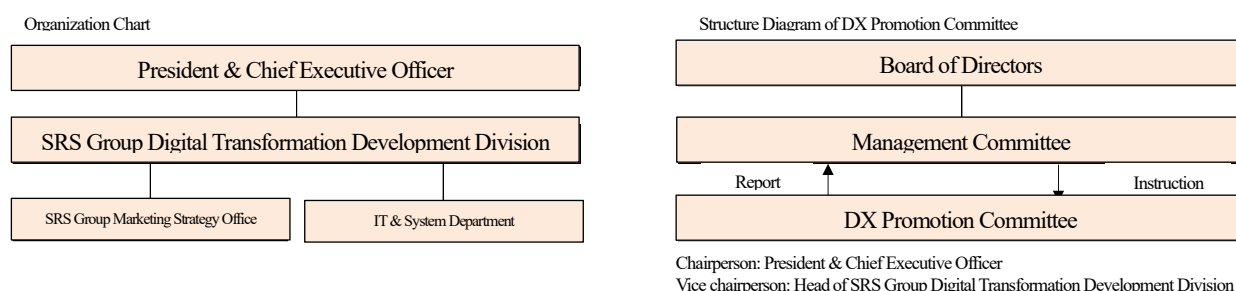 Organization Chart
President & Chief Executive Officer
SRS Group Digital Transformation Development Division
SRS Group Marketing Strategy Office
IT & System Department
Structure Diagram of DX Promotion Committee
Board of Directors
Management Committee
Report
Instruction
DX Promotion Committee
Chairperson: President & Chief Executive Officer
Vice chairperson: Head of SRS Group Digital Transformation Development Division